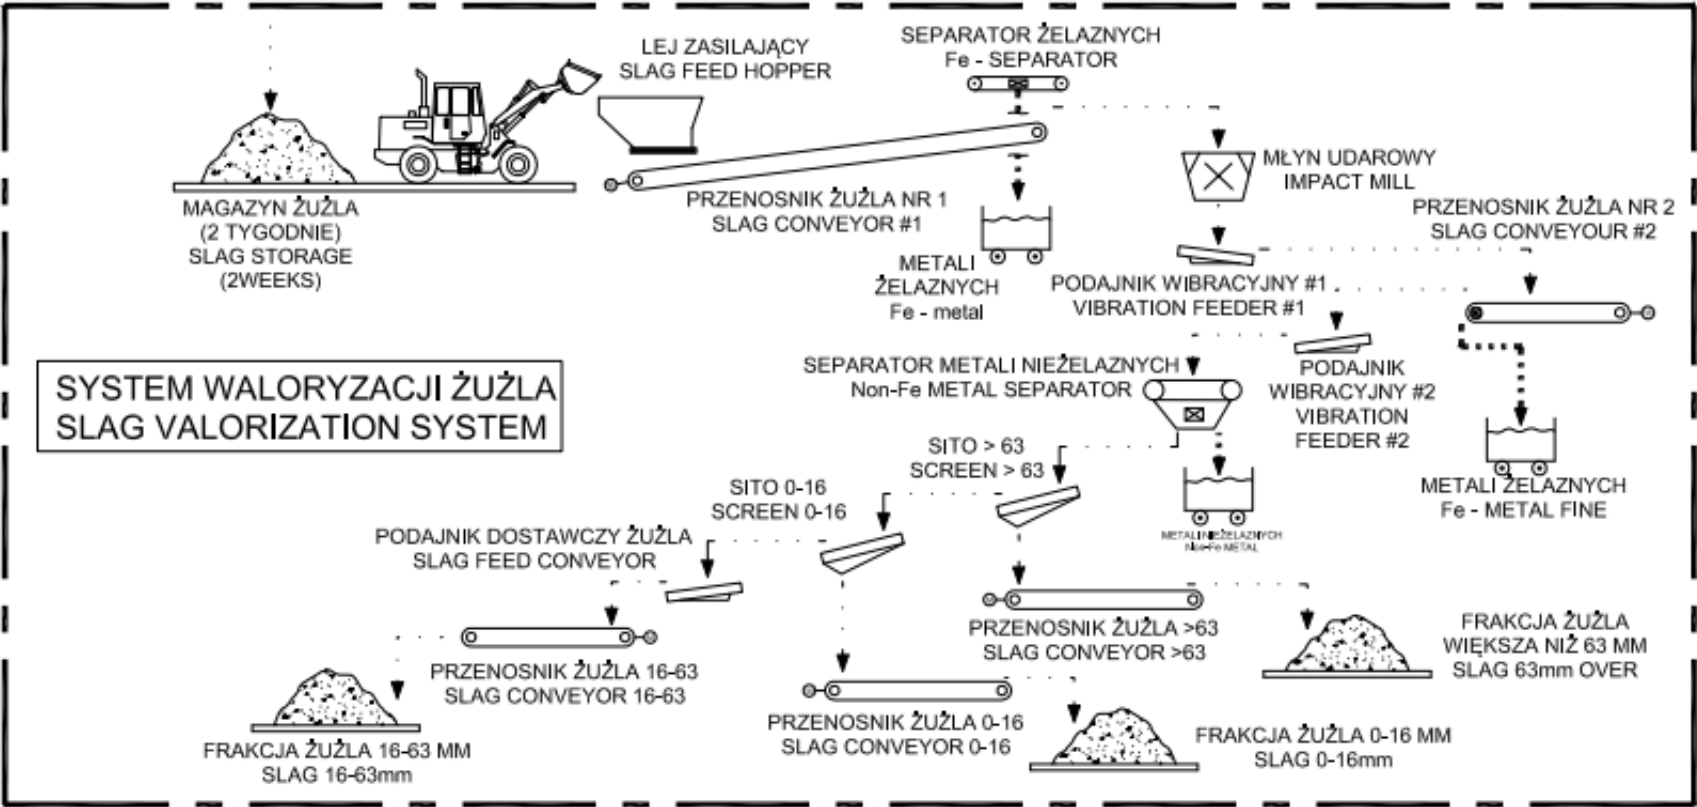 LEJ ZASILAJĄCY
SLAG FEED HOPPER
SEPARATOR ŻELAZNYCH
Fe - SEPARATOR
MŁYN UDAROWY
IMPACT MILL
MAGAZYN ŻUŻLA
(2 TYGODNIE)
SLAG STORAGE
(2WEEKS)
PRZENOSNIK ŻUŻLA NR 1
SLAG CONVEYOR #1
PRZENOSNIK ŻUŻLA NR 2
SLAG CONVEYOUR #2
METALI
ŻELAZNYCH
Fe - metal
PODAJNIK WIBRACYJNY #1
VIBRATION FEEDER #1
SYSTEM WALORYZACJI ŻUŻLA
SLAG VALORIZATION SYSTEM
SEPARATOR METALI NIEŻELAZNYCH
Non-Fe METAL SEPARATOR
PODAJNIK
WIBRACYJNY #2
VIBRATION
FEEDER #2
SITO > 63
SCREEN > 63
SITO 0-16
SCREEN 0-16
METALI ŻELAZNYCH
Fe - METAL FINE
METALI NIEŻELAZNYCH
Non-Fe METAL
PODAJNIK DOSTAWCZY ŻUŻLA
SLAG FEED CONVEYOR
PRZENOSNIK ŻUŻLA >63
SLAG CONVEYOR >63
FRAKCJA ŻUŻLA
WIĘKSZA NIŻ 63 MM
SLAG 63mm OVER
PRZENOSNIK ŻUŻLA 16-63
SLAG CONVEYOR 16-63
PRZENOSNIK ŻUŻLA 0-16
SLAG CONVEYOR 0-16
FRAKCJA ŻUŻLA 0-16 MM
SLAG 0-16mm
FRAKCJA ŻUŻLA 16-63 MM
SLAG 16-63mm